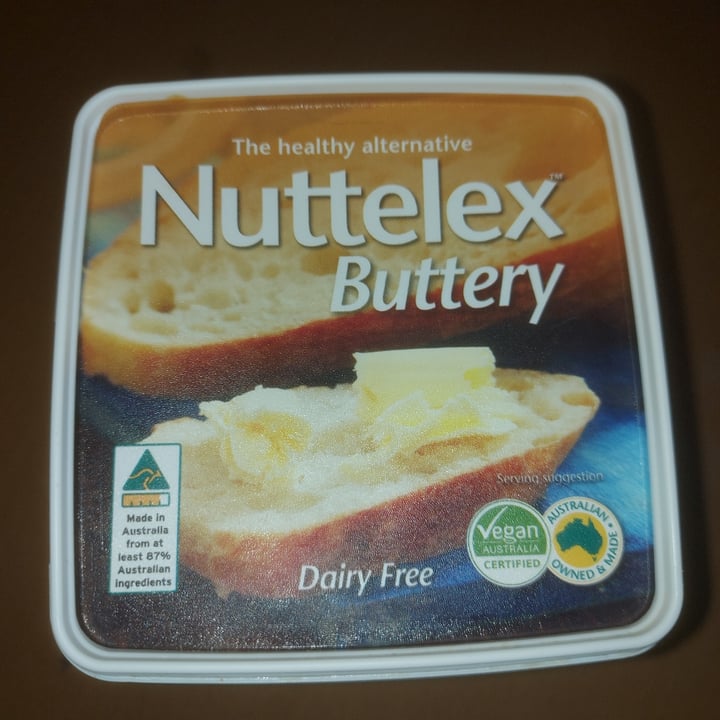 The healthy alternative
Nuttelex™
Buttery
Serving suggestion
Made in
Australia
from at
least 87%
Australian
ingredients
Dairy Free
Vegan
AUSTRALIA
CERTIFIED
AUSTRALIAN •
OWNED & MADE